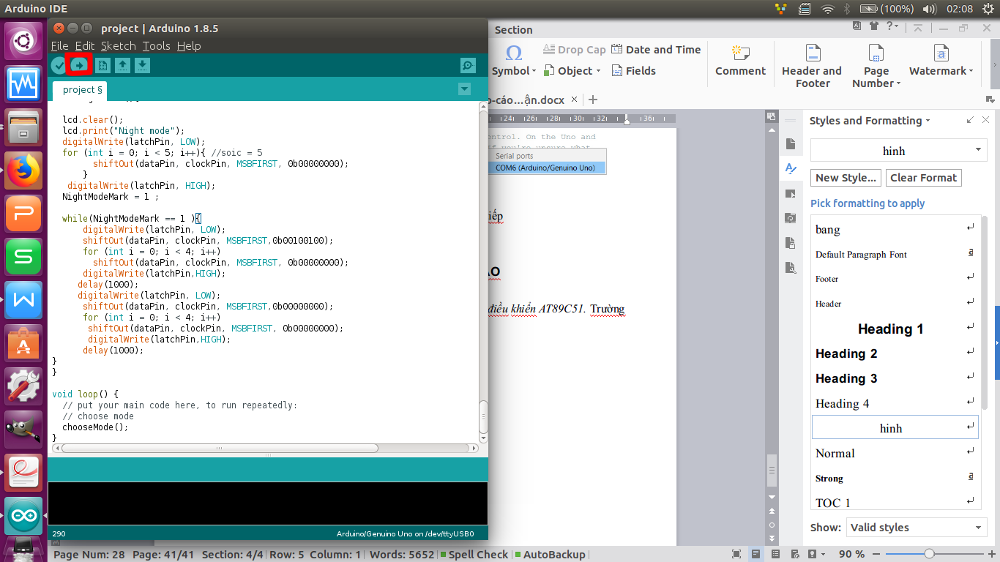 Arduino IDE
(100%)
02:08
project | Arduino 1.8.5
File Edit Sketch Tools Help
project §
lcd.clear();
lcd.print("Night mode");
digitalWrite(latchPin, LOW);
for (int i = 0; i < 5; i++){ //soic = 5
shiftOut(dataPin, clockPin, MSBFIRST, 0b00000000);
}
digitalWrite(latchPin, HIGH);
NightModeMark = 1 ;
while(NightModeMark == 1 ){
digitalWrite(latchPin, LOW);
shiftOut(dataPin, clockPin, MSBFIRST,0b00100100);
for (int i = 0; i < 4; i++)
shiftOut(dataPin, clockPin, MSBFIRST, 0b00000000);
digitalWrite(latchPin,HIGH);
delay(1000);
digitalWrite(latchPin, LOW);
shiftOut(dataPin, clockPin, MSBFIRST,0b00000000);
for (int i = 0; i < 4; i++)
shiftOut(dataPin, clockPin, MSBFIRST, 0b00000000);
digitalWrite(latchPin,HIGH);
delay(1000);
}
}
void loop() {
// put your main code here, to run repeatedly:
// choose mode
chooseMode();
}
290
Arduino/Genuino Uno on /dev/ttyUSB0
Section
Drop Cap
Date and Time
Symbol
Object
Fields
Comment
Header and Footer
Page Number
Watermark
o-cáo...ận.docx
24 26 28 30 32 36
ontrol. On the Uno and
Serial ports
COM6 (Arduino/Genuino Uno)
iếp
ẢO
điều khiển AT89C51. Trường
Styles and Formatting
hinh
New Style...
Clear Format
Pick formatting to apply
bang
Default Paragraph Font
Footer
Header
Heading 1
Heading 2
Heading 3
Heading 4
hinh
Normal
Strong
TOC 1
Show: Valid styles
Page Num: 28 Page: 41/41 Section: 4/4 Row: 5 Column: 1 Words: 5652 Spell Check AutoBackup
90 %